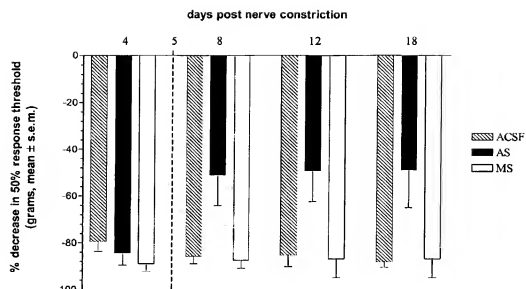 days post nerve constriction
4 5 8 12 18
0
-20
-40
-60
-80
-100
% decrease in 50% response threshold
(grams, mean ± s.e.m.)
ACSF
AS
MS